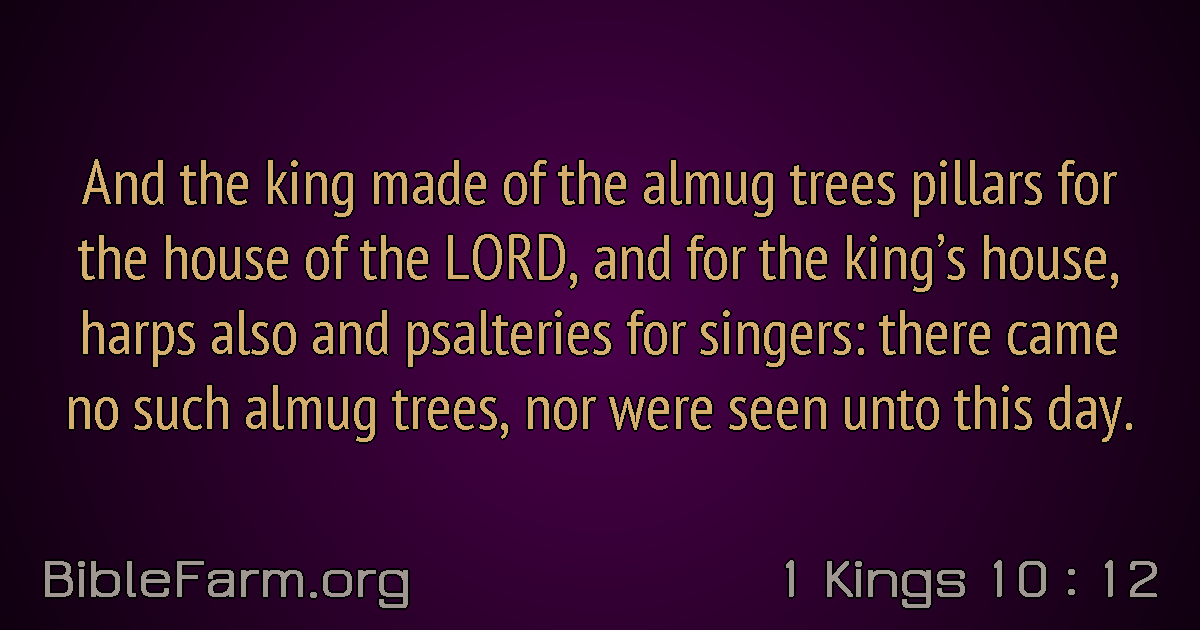 And the king made of the almug trees pillars for
the house of the LORD, and for the king’s house,
harps also and psalteries for singers: there came
no such almug trees, nor were seen unto this day.
BibleFarm.org
1 Kings 10 : 12